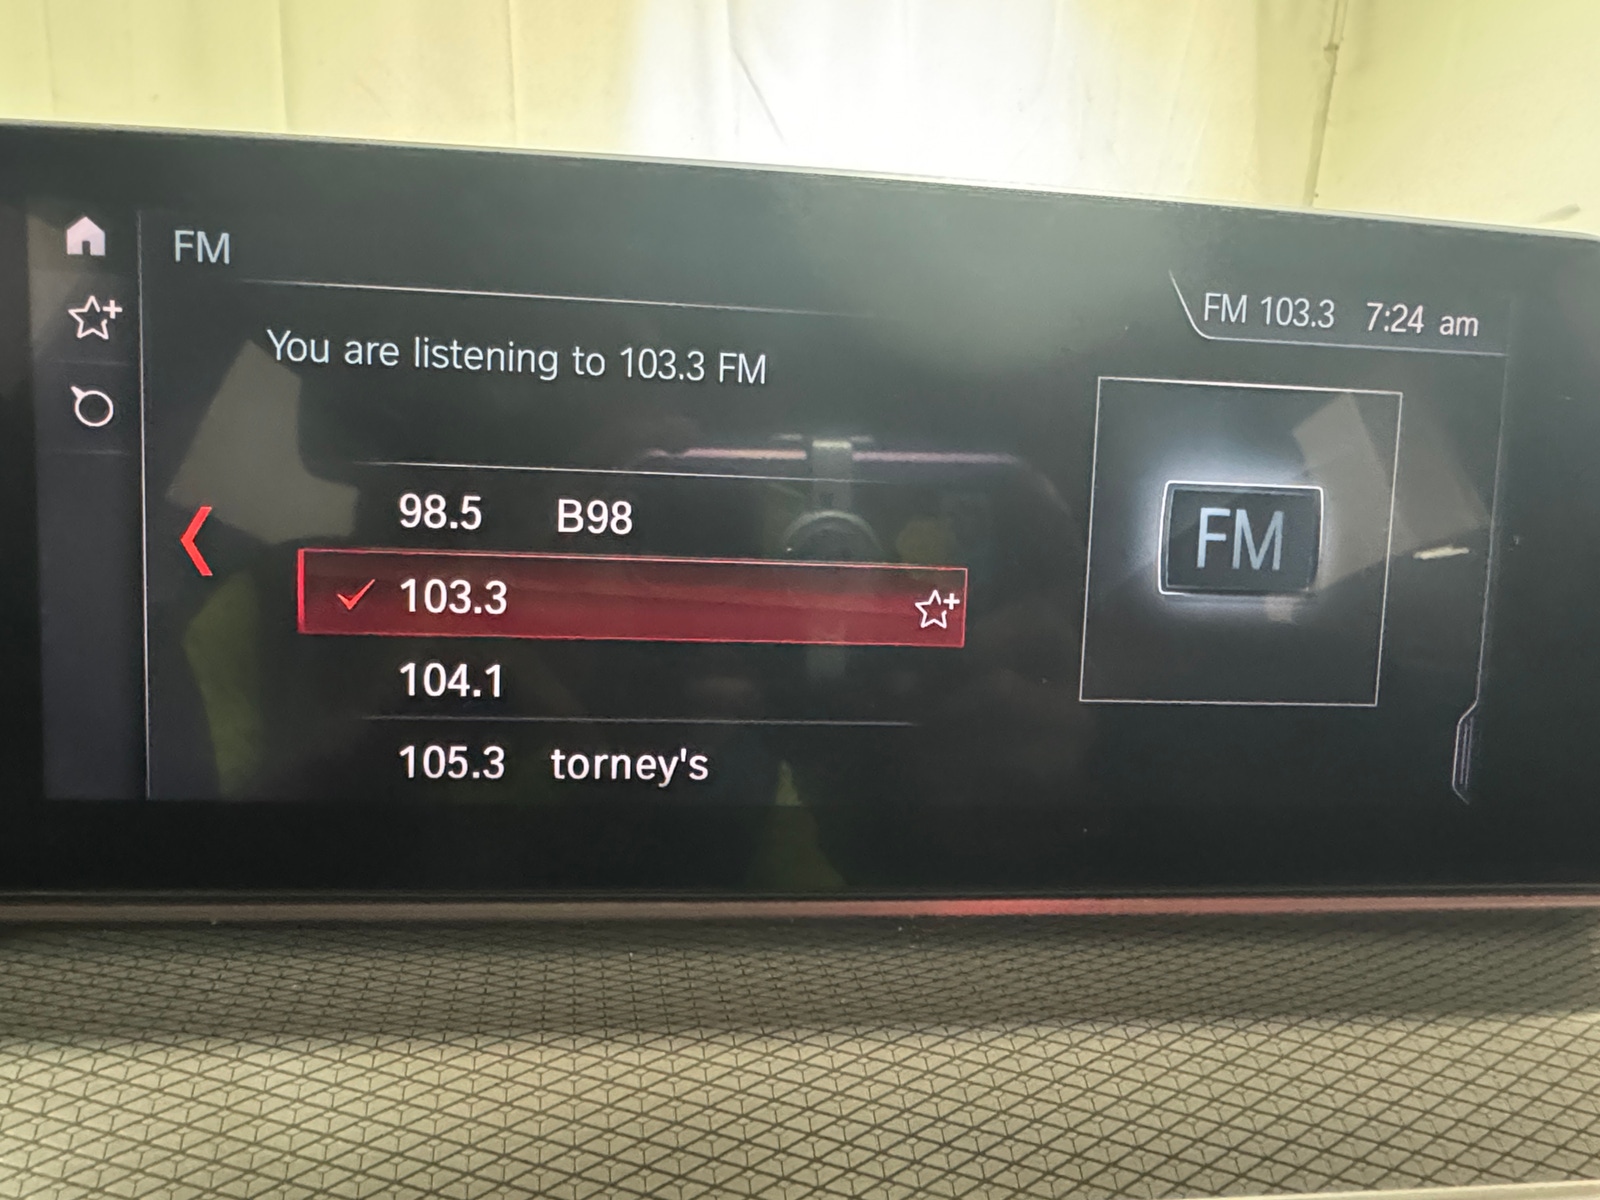 FM
FM 103.3 7:24 am
You are listening to 103.3 FM
98.5 B98
103.3
104.1
105.3 torney's
FM